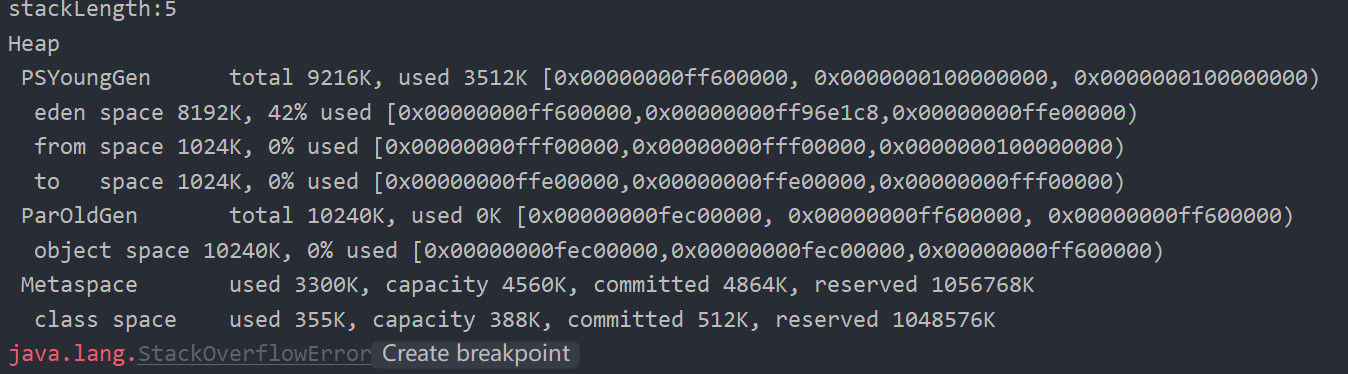 stackLength:5
Heap
 PSYoungGen      total 9216K, used 3512K [0x00000000ff600000, 0x0000000100000000, 0x0000000100000000)
  eden space 8192K, 42% used [0x00000000ff600000,0x00000000ff96e1c8,0x00000000ffe00000)
  from space 1024K, 0% used [0x00000000fff00000,0x00000000fff00000,0x0000000100000000)
  to   space 1024K, 0% used [0x00000000ffe00000,0x00000000ffe00000,0x00000000fff00000)
 ParOldGen       total 10240K, used 0K [0x00000000fec00000, 0x00000000ff600000, 0x00000000ff600000)
  object space 10240K, 0% used [0x00000000fec00000,0x00000000fec00000,0x00000000ff600000)
 Metaspace       used 3300K, capacity 4560K, committed 4864K, reserved 1056768K
  class space    used 355K, capacity 388K, committed 512K, reserved 1048576K
java.lang.StackOverflowError Create breakpoint